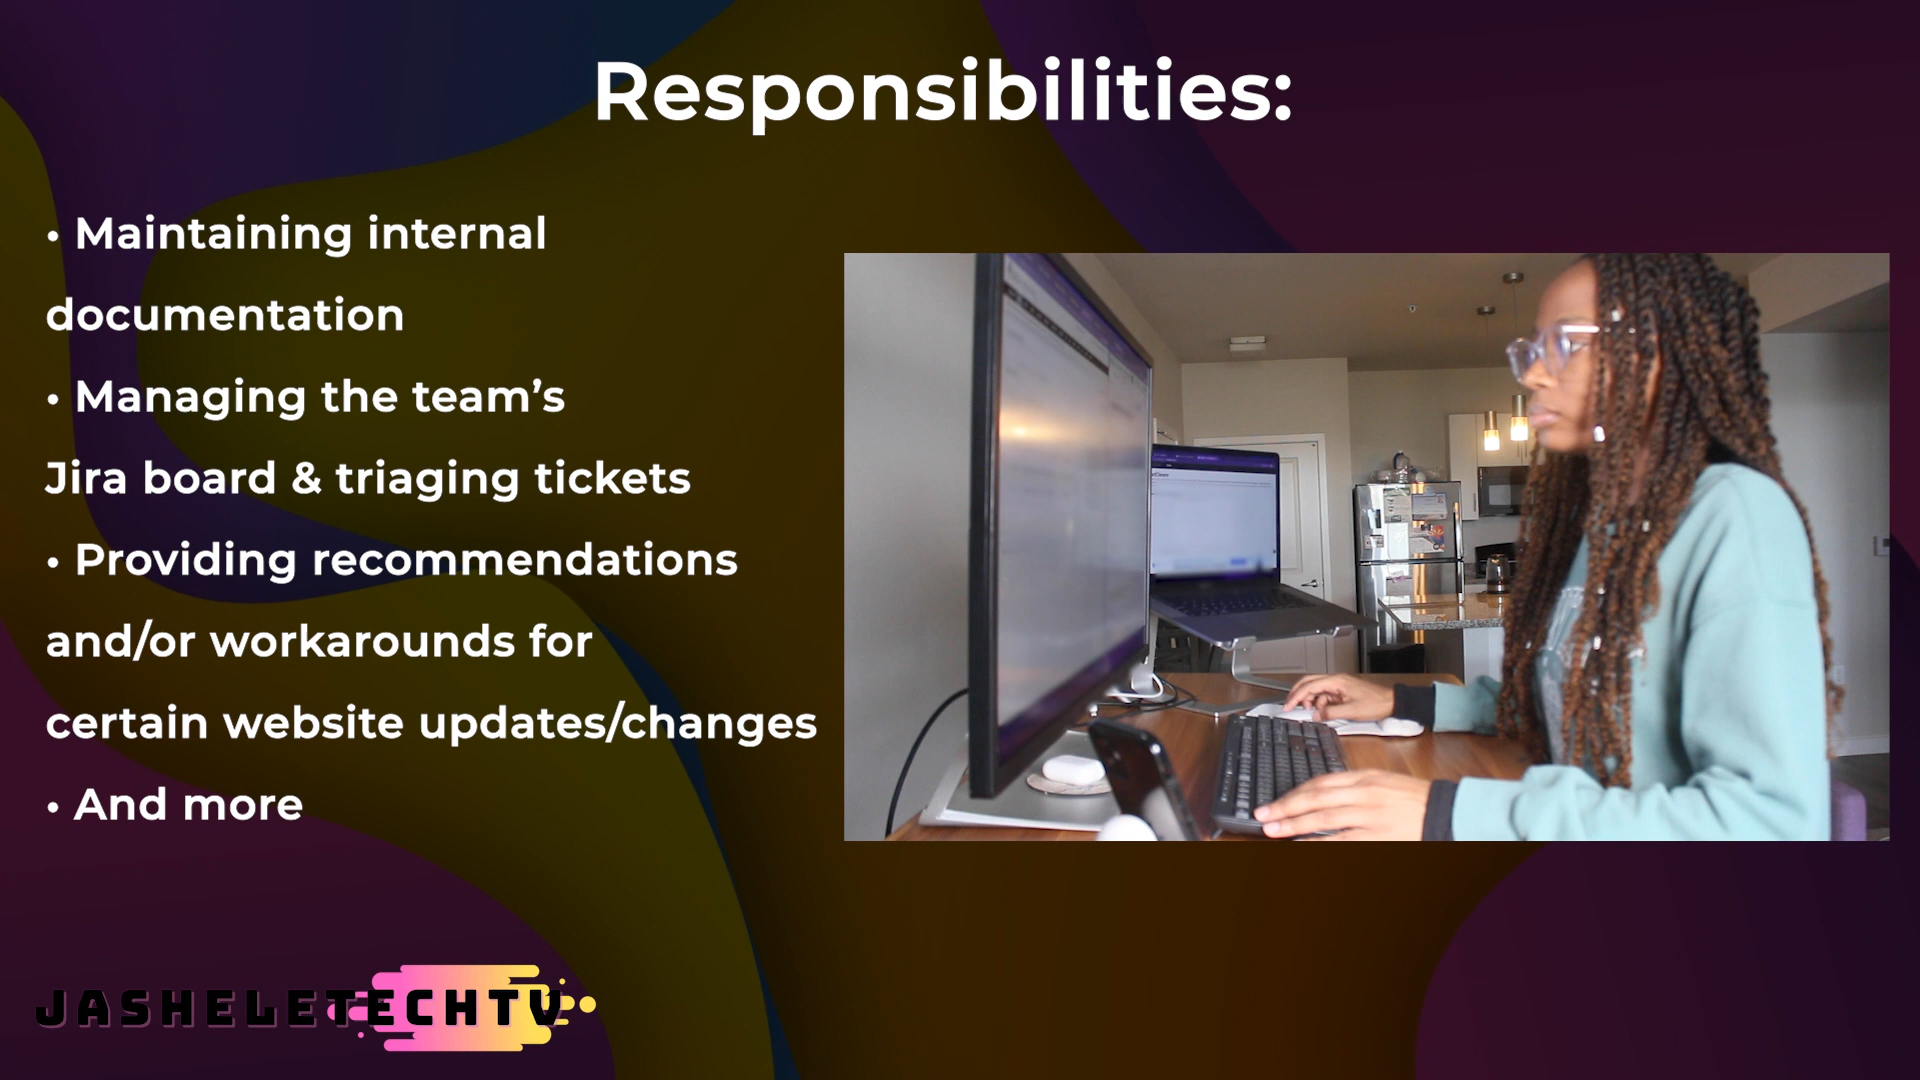 Responsibilities:
• Maintaining internal
documentation
• Managing the team’s
Jira board & triaging tickets
• Providing recommendations
and/or workarounds for
certain website updates/changes
• And more
JASHELETECHTV